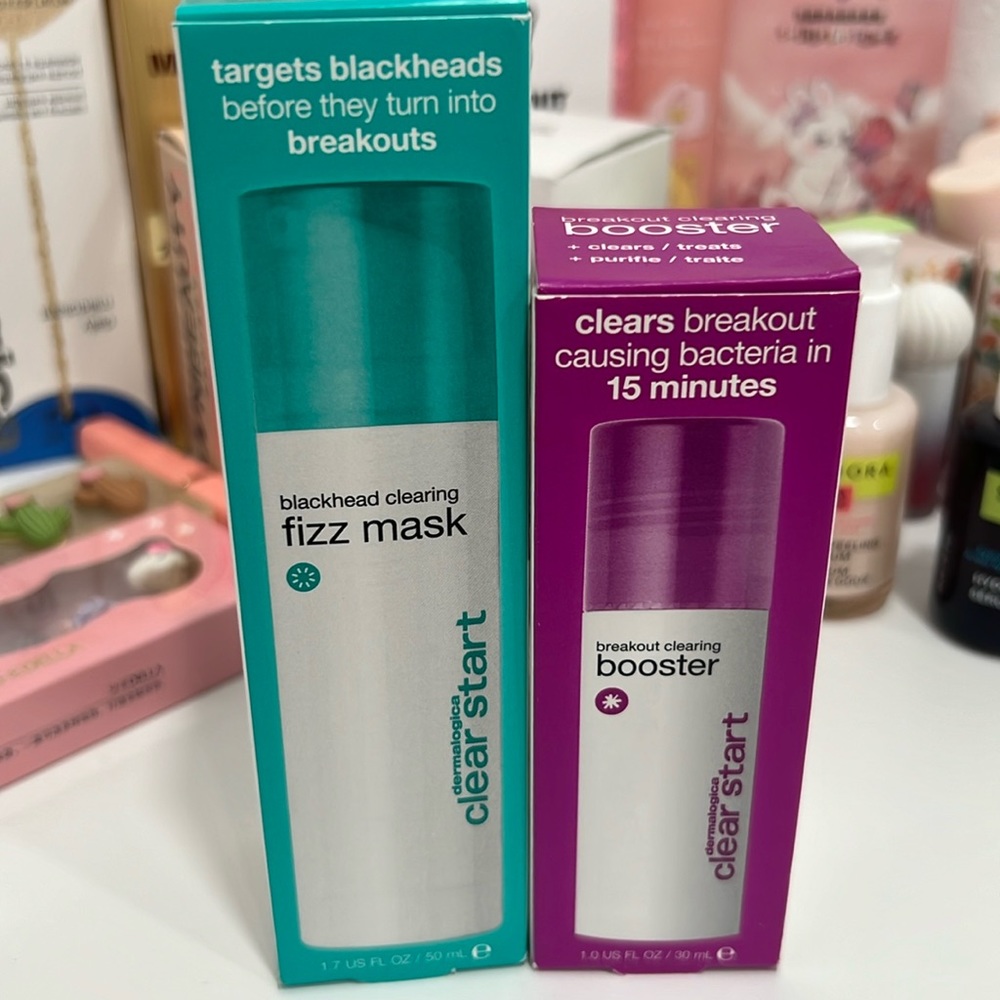 targets blackheads
before they turn into
breakouts
blackhead clearing
fizz mask
dermalogica
clear start
1.7 US FL OZ / 50 mL e
breakout clearing
booster
+ clears / treats
+ purifie / traite
clears breakout
causing bacteria in
15 minutes
breakout clearing
booster
dermalogica
clear start
1.0 US FL OZ / 30 mL e